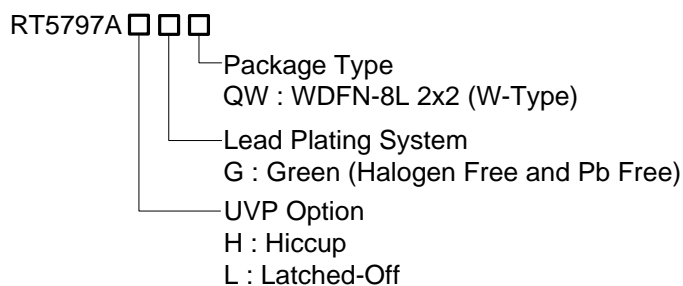 RT5797A
Package Type
QW : WDFN-8L 2x2 (W-Type)
Lead Plating System
G : Green (Halogen Free and Pb Free)
UVP Option
H : Hiccup
L : Latched-Off